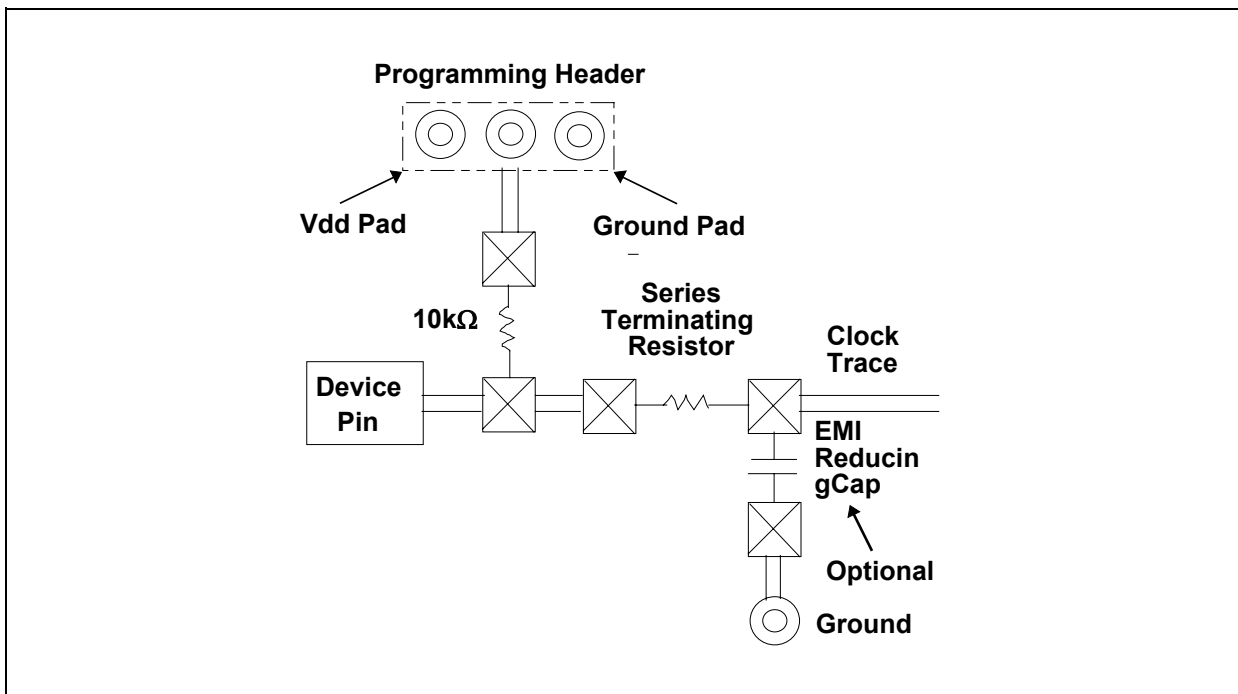 Programming Header
Vdd Pad
Ground Pad
10kΩ
Series
Terminating
Resistor
Clock
Trace
Device
Pin
EMI
Reducin
gCap
Optional
Ground